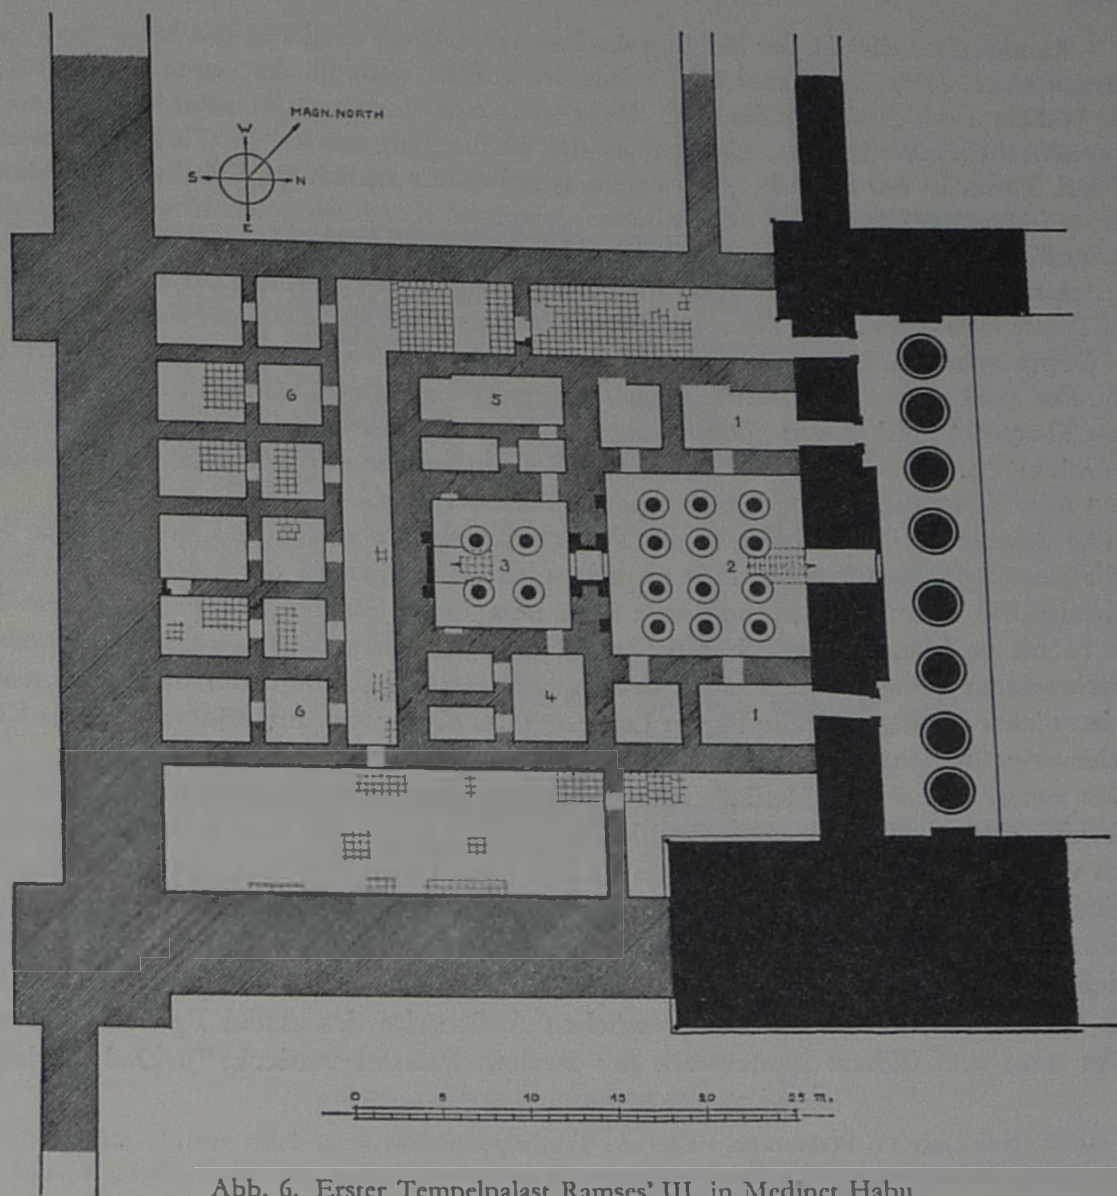 MAGN. NORTH
W
S N
E
6
5
1
3
2
4
6
1
0 5 10 15 20 25 m.
Abb. 6. Erster Tempelpalast Ramses' III. in Medinet Habu